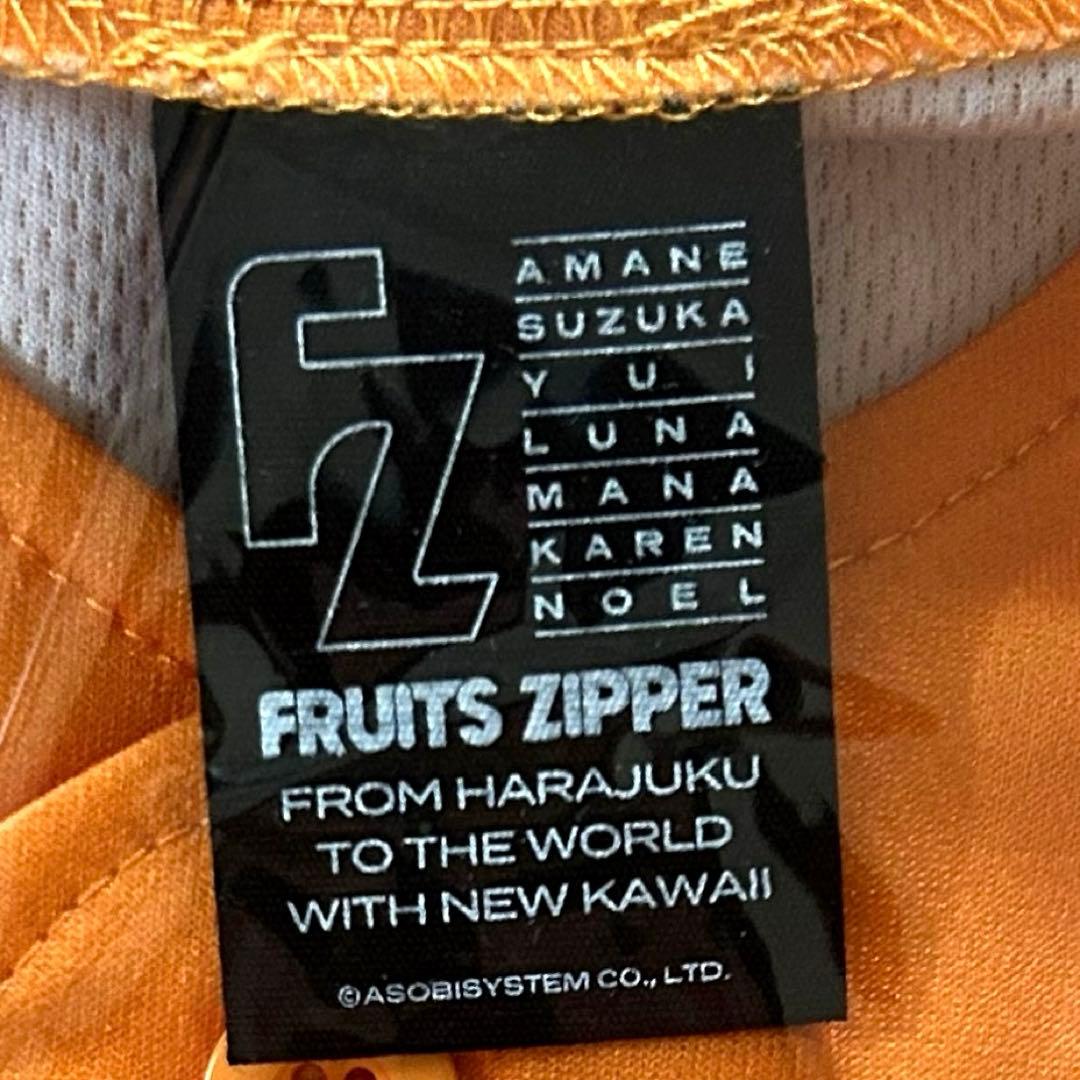 FZ
AMANE
SUZUKA
YUI
LUNA
MANA
KAREN
NOEL
FRUITS ZIPPER
FROM HARAJUKU
TO THE WORLD
WITH NEW KAWAII
©ASOBISYSTEM CO., LTD.